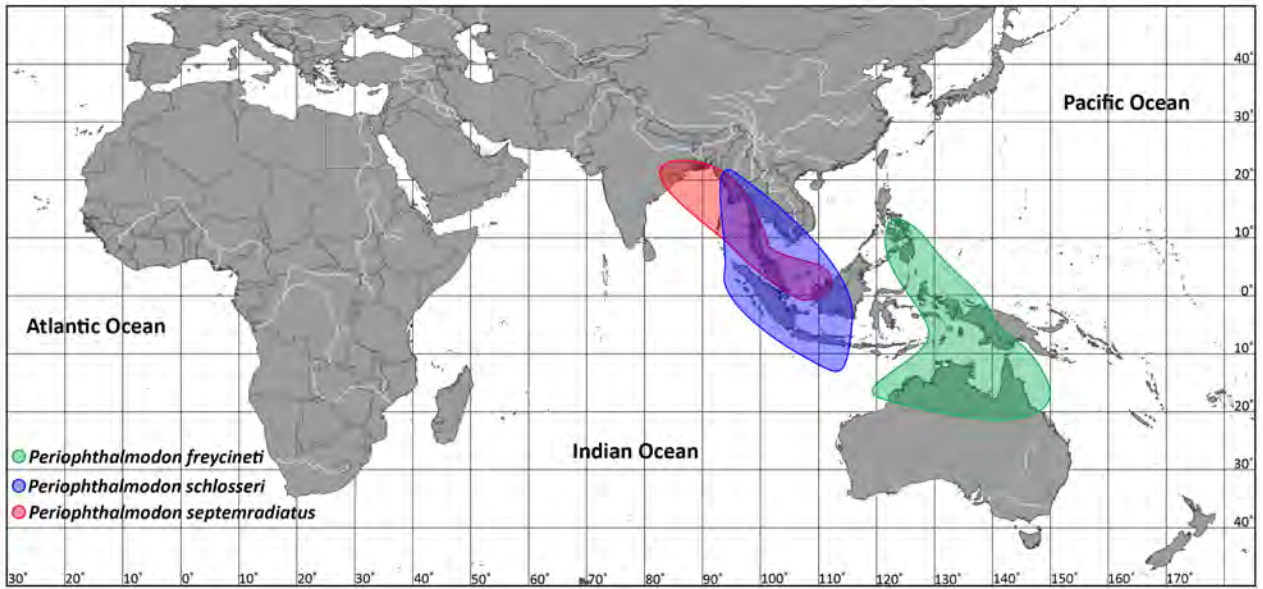 40°
Pacific Ocean
30°
20°
10°
0°
Atlantic Ocean
10°
20°
Indian Ocean
Periophthalmodon freycineti
30°
Periophthalmodon schlosseri
Periophthalmodon septemradiatus
40°
30° 20° 10° 0° 10° 20° 30° 40° 50° 60° 70° 80° 90° 100° 110° 120° 130° 140° 150° 160° 170°